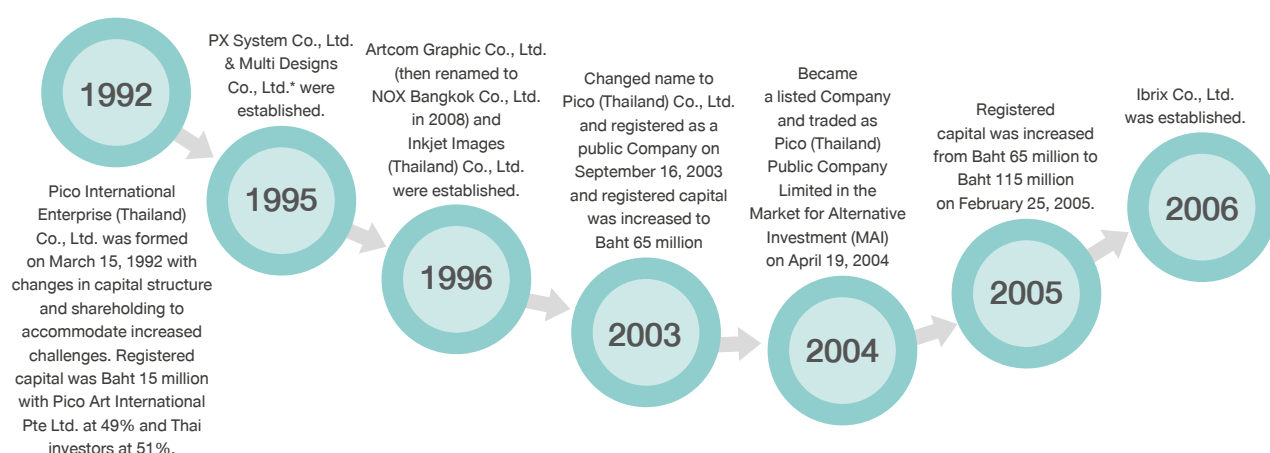 1992
Pico International
Enterprise (Thailand)
Co., Ltd. was formed
on March 15, 1992 with
changes in capital structure
and shareholding to
accommodate increased
challenges. Registered
capital was Baht 15 million
with Pico Art International
Pte Ltd. at 49% and Thai
investors at 51%.
PX System Co., Ltd.
& Multi Designs
Co., Ltd.* were
established.
1995
Artcom Graphic Co., Ltd.
(then renamed to
NOX Bangkok Co., Ltd.
in 2008) and
Inkjet Images
(Thailand) Co., Ltd.
were established.
1996
Changed name to
Pico (Thailand) Co., Ltd.
and registered as a
public Company on
September 16, 2003
and registered capital
was increased to
Baht 65 million
2003
Became
a listed Company
and traded as
Pico (Thailand)
Public Company
Limited in the
Market for Alternative
Investment (MAI)
on April 19, 2004
2004
Registered
capital was increased
from Baht 65 million to
Baht 115 million
on February 25, 2005.
2005
Ibrix Co., Ltd.
was established.
2006